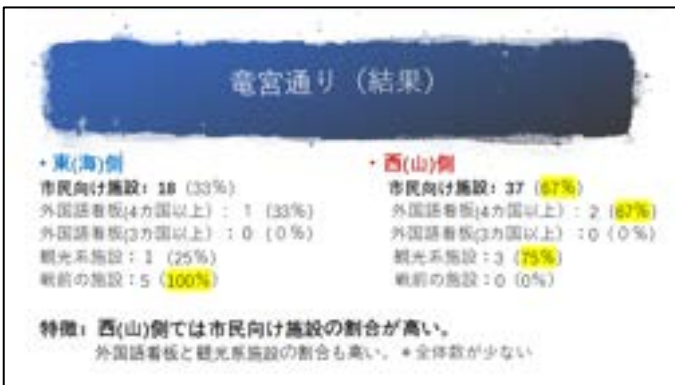 竜宮通り（結果）
・東(海)側
市民向け施設：18（33%）
外国語看板(4カ国以上）：１（33%）
外国語看板(3カ国以上）：0（０％）
観光系施設：１（25%）
戦前の施設：5（100%）
・西(山)側
市民向け施設：37（67%）
外国語看板(4カ国以上）：2（67%）
外国語看板(3カ国以上）：0（０％）
観光系施設：3（75%）
戦前の施設：0（0%）
特徴：西(山)側では市民向け施設の割合が高い。
外国語看板と観光系施設の割合も高い。＊全体数が少ない